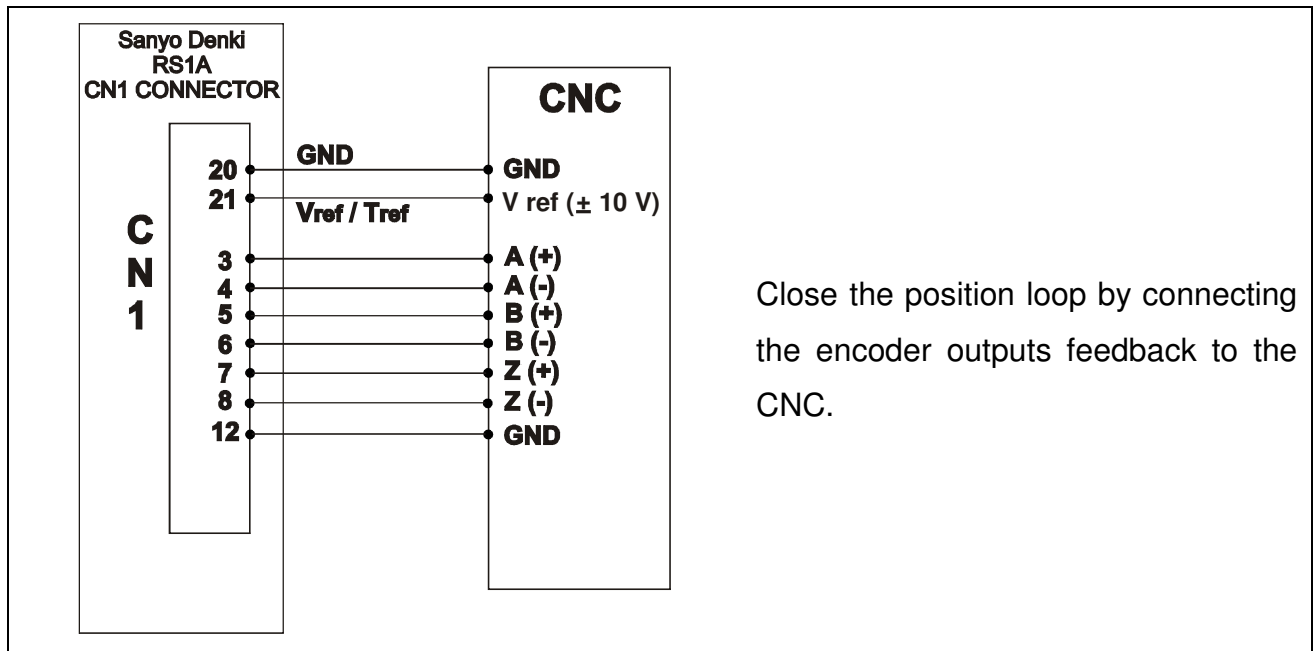 Sanyo Denki
RS1A
CN1 CONNECTOR
CNC
C
N
1
20 GND GND
21 Vref / Tref V ref (± 10 V)
3 A (+)
4 A (-)
5 B (+)
6 B (-)
7 Z (+)
8 Z (-)
12 GND
Close the position loop by connecting
the encoder outputs feedback to the
CNC.